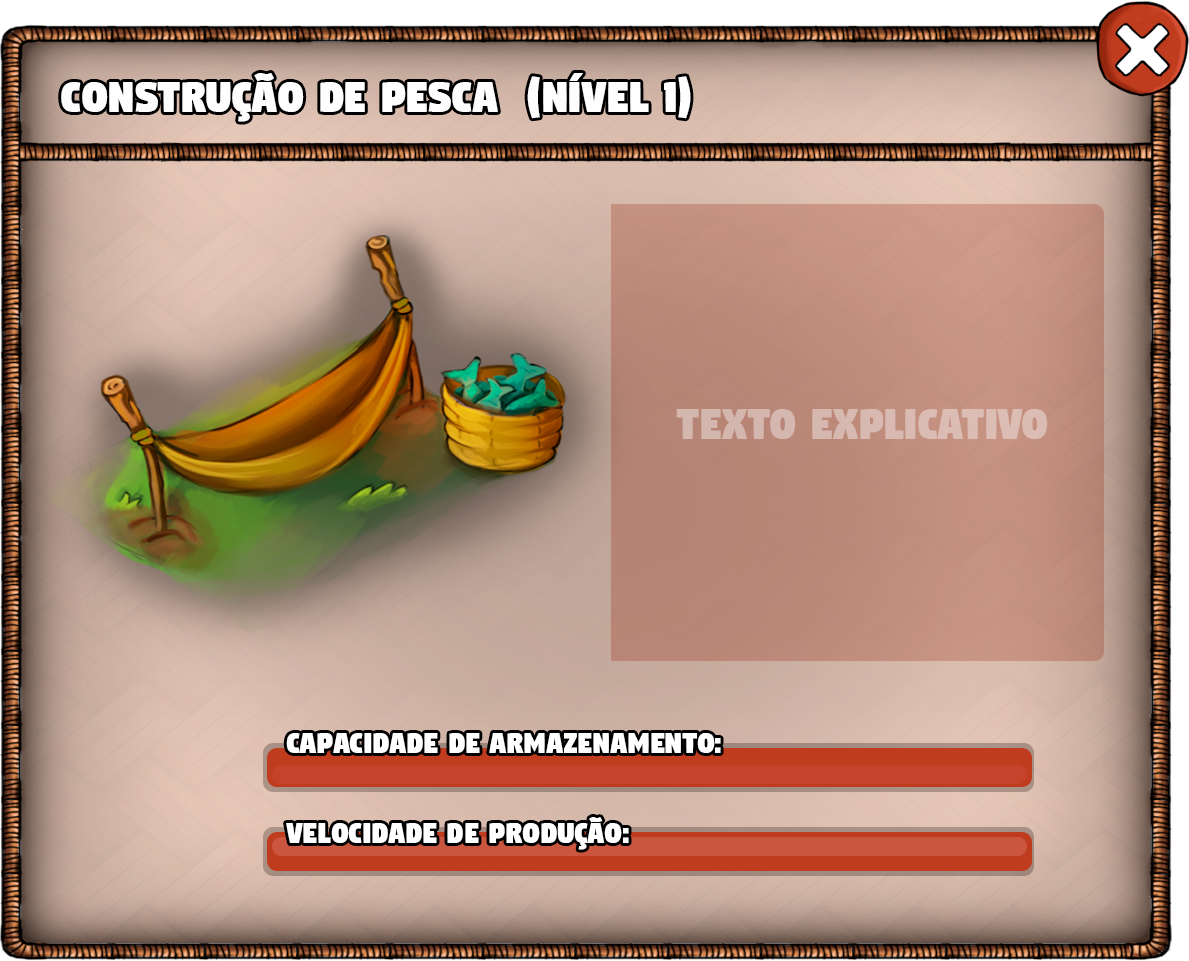 CONSTRUÇÃO DE PESCA (NÍVEL 1)
TEXTO EXPLICATIVO
CAPACIDADE DE ARMAZENAMENTO:
VELOCIDADE DE PRODUÇÃO: